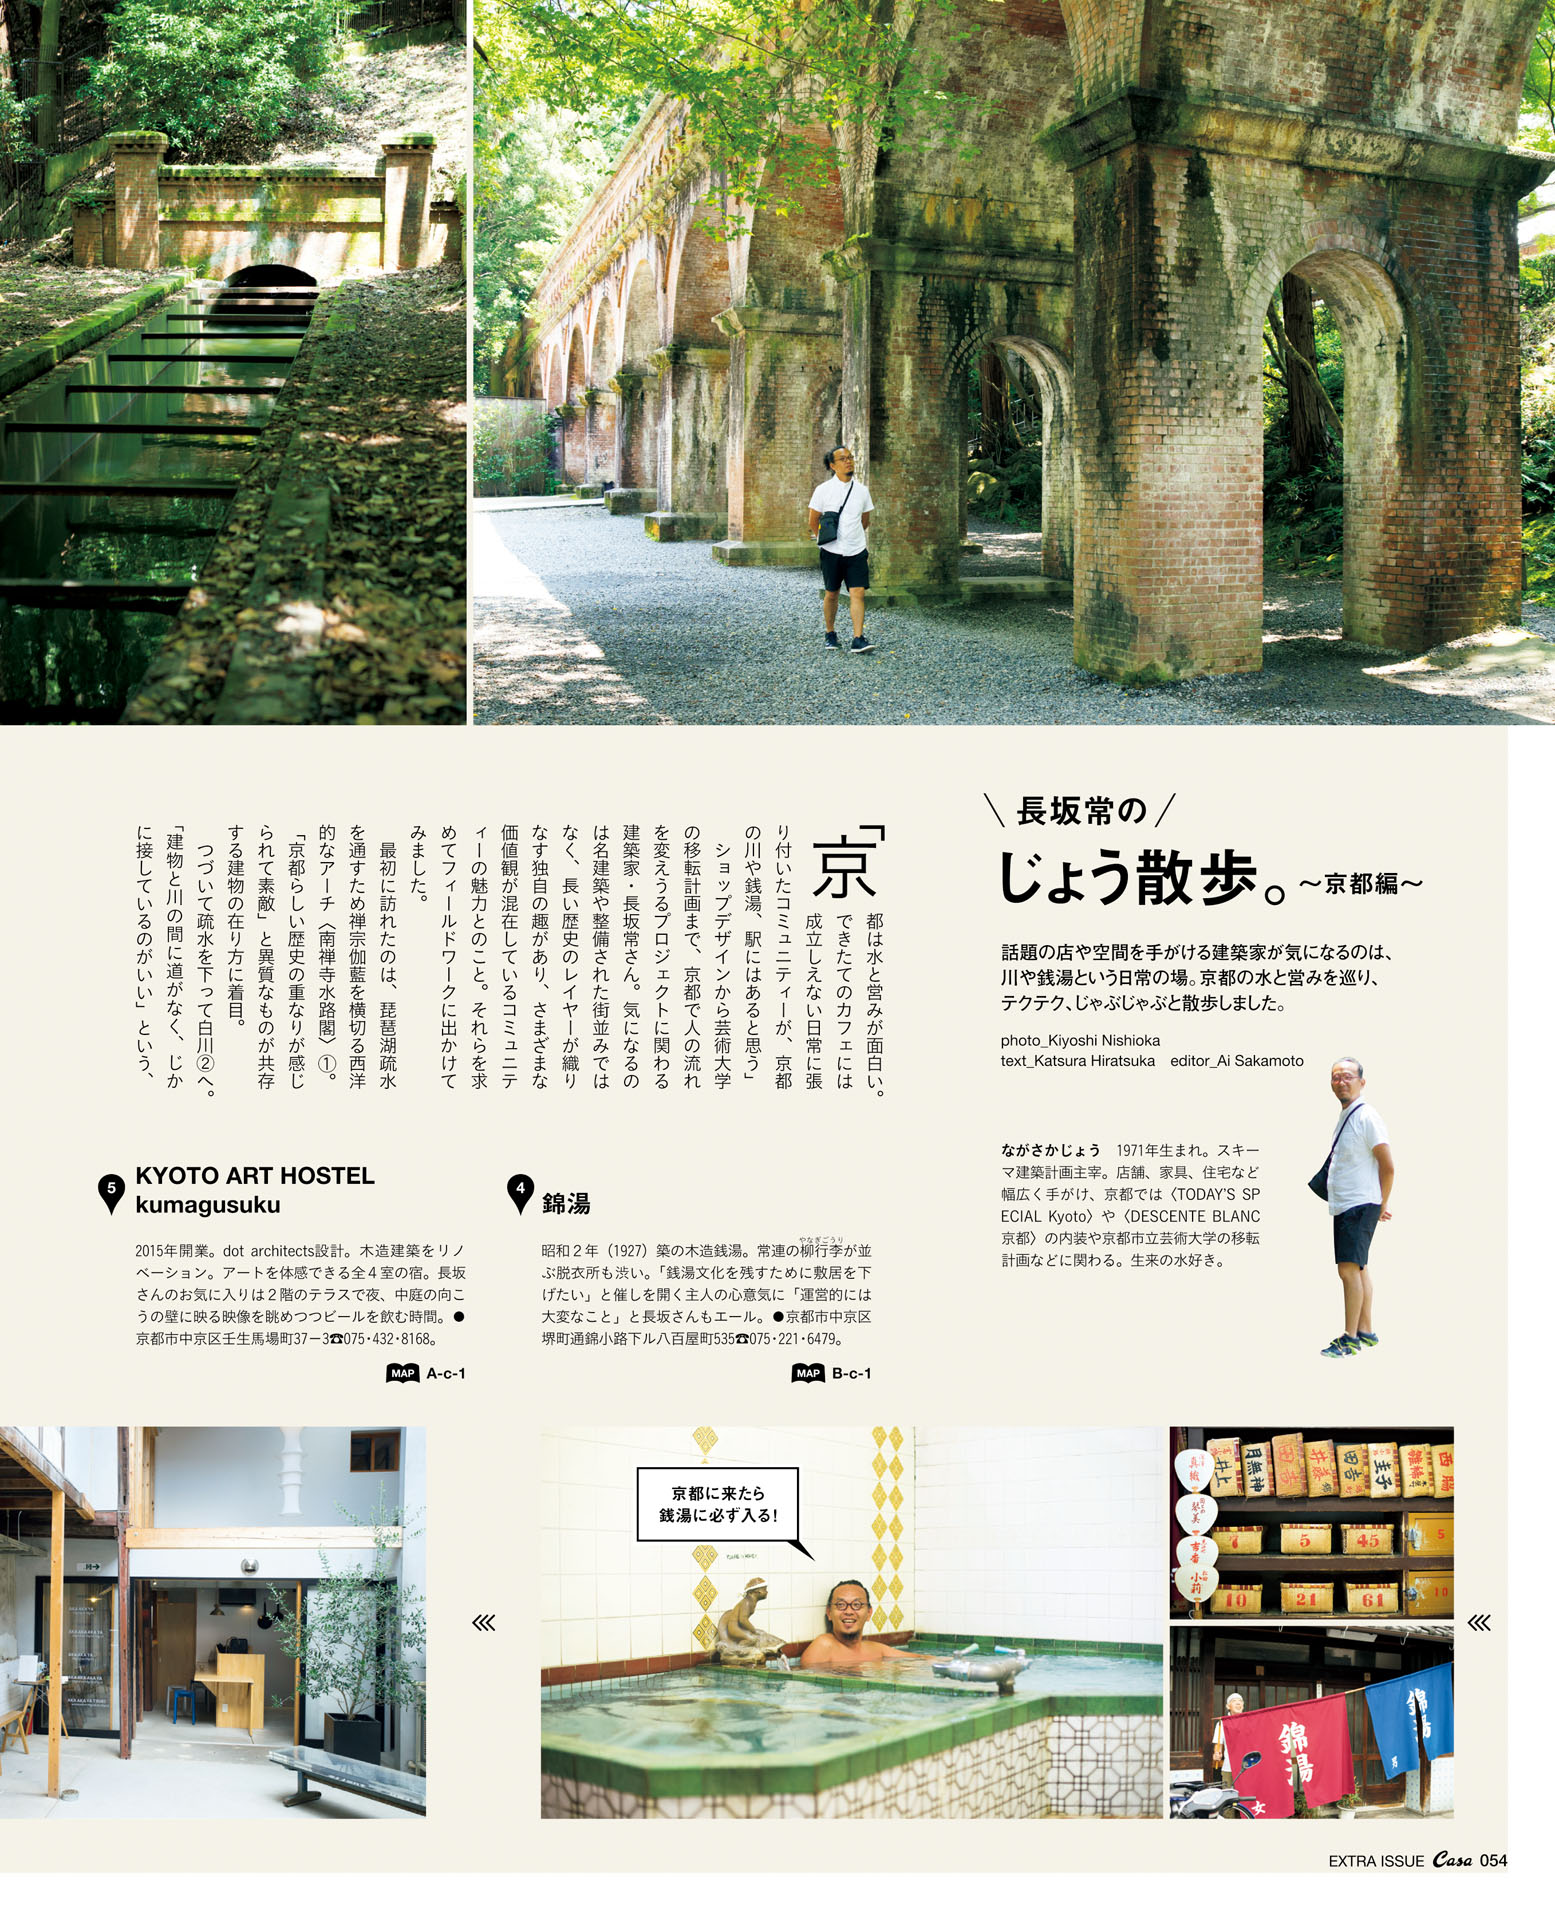 長坂常の
じょう散歩。〜京都編〜
話題の店や空間を手がける建築家が気になるのは、
川や銭湯という日常の場。京都の水と営みを巡り、
テクテク、じゃぶじゃぶと散歩しました。
photo_Kiyoshi Nishioka
text_Katsura Hiratsuka editor_Ai Sakamoto
ながさかじょう 1971年生まれ。スキー
マ建築計画主宰。店舗、家具、住宅など
幅広く手がけ、京都では〈TODAY'S SP
ECIAL Kyoto〉や〈DESCENTE BLANC
京都〉の内装や京都市立芸術大学の移転
計画などに関わる。生来の水好き。
「京都は水と営みが面白い。
できたてのカフェには
成立しえない日常に張
り付いたコミュニティーが、京都
の川や銭湯、駅にはあると思う」
ショップデザインから芸術大学
の移転計画まで、京都で人の流れ
を変えうるプロジェクトに関わる
建築家・長坂常さん。気になるの
は名建築や整備された街並みでは
なく、長い歴史のレイヤーが織り
なす独自の趣があり、さまざまな
価値観が混在しているコミュニテ
ィーの魅力とのこと。それらを求
めてフィールドワークに出かけて
みました。
最初に訪れたのは、琵琶湖疏水
を通すため禅宗伽藍を横切る西洋
的なアーチ〈南禅寺水路閣〉①。
「京都らしい歴史の重なりが感じ
られて素敵」と異質なものが共存
する建物の在り方に着目。
つづいて疏水を下って白川②へ。
「建物と川の間に道がなく、じか
に接しているのがいい」という、
4 錦湯
昭和2年(1927)築の木造銭湯。常連の柳行李が並
やなぎごうり
ぶ脱衣所も渋い。「銭湯文化を残すために敷居を下
げたい」と催しを開く主人の心意気に「運営的には
大変なこと」と長坂さんもエール。●京都市中京区
堺町通錦小路下ル八百屋町535☎075・221・6479。
MAP B-c-1
5 KYOTO ART HOSTEL
kumagusuku
2015年開業。dot architects設計。木造建築をリノ
ベーション。アートを体感できる全4室の宿。長坂
さんのお気に入りは2階のテラスで夜、中庭の向こ
うの壁に映る映像を眺めつつビールを飲む時間。●
京都市中京区壬生馬場町37−3☎075・432・8168。
MAP A-c-1
京都に来たら
銭湯に必ず入る!
井上
月無神
田吉
井藤
田吉
圭子
小莉
7
5
45
5
10
21
61
10
錦湯
女
錦湯
男
AKA AKA YA
EXTRA ISSUE Casa 054